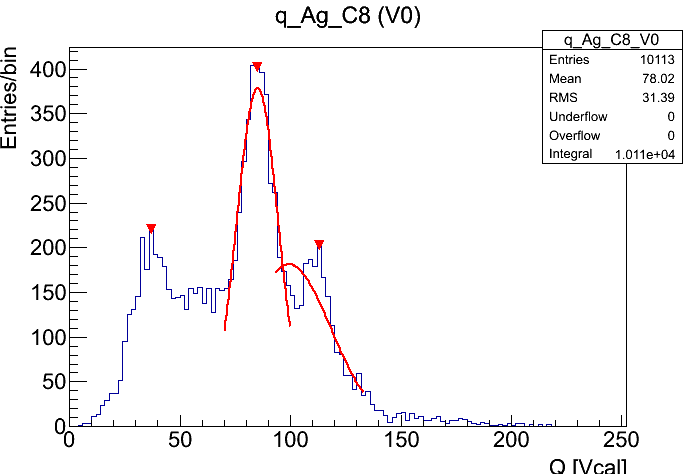 q_Ag_C8 (V0)
q_Ag_C8_V0
Entries 10113
Mean 78.02
RMS 31.39
Underflow 0
Overflow 0
Integral 1.011e+04
Entries/bin
400
350
300
250
200
150
100
50
0
0 50 100 150 200 250
Q [Vcal]